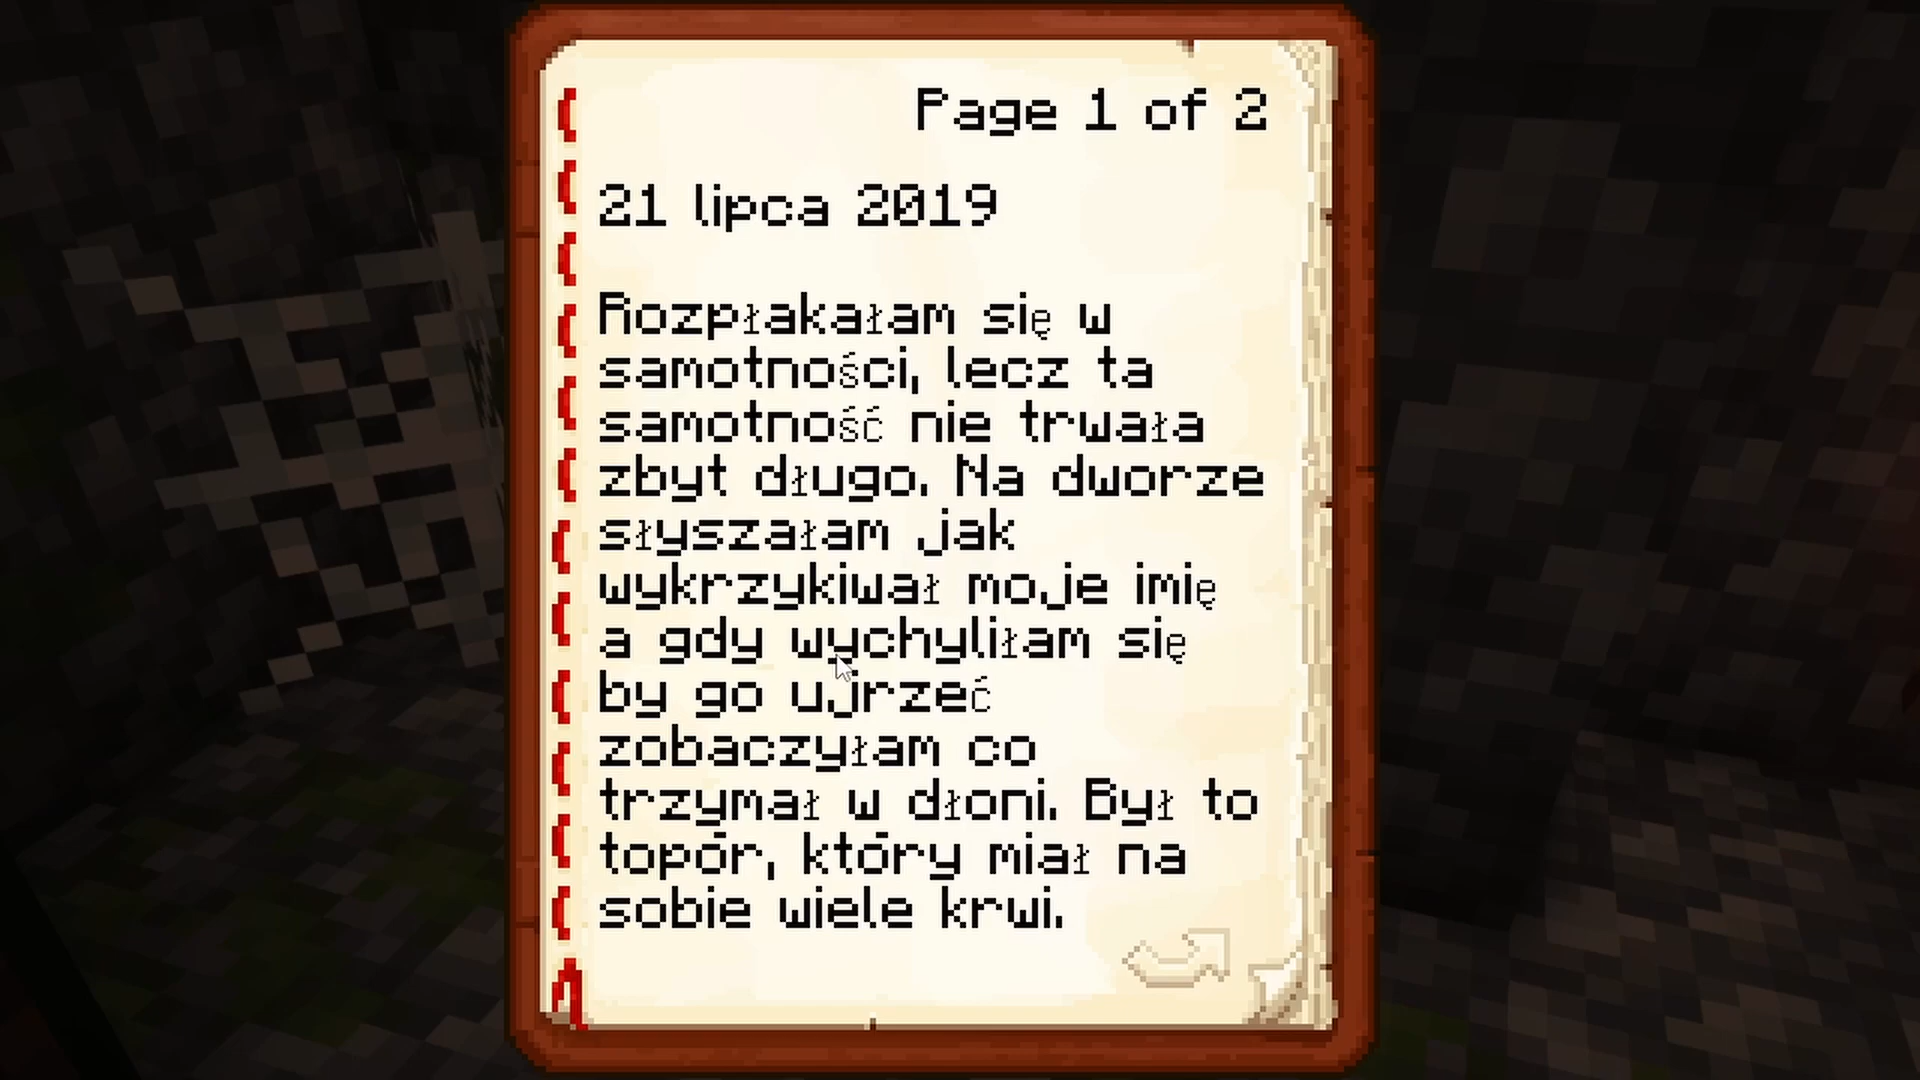 Page 1 of 2
21 lipca 2019
Rozpłakałam się w
samotności, lecz ta
samotność nie trwała
zbyt długo. Na dworze
słyszałam jak
wykrzykiwał moje imię
a gdy wychyliłam się
by go ujrzeć
zobaczyłam co
trzymał w dłoni. Był to
topór, który miał na
sobie wiele krwi.